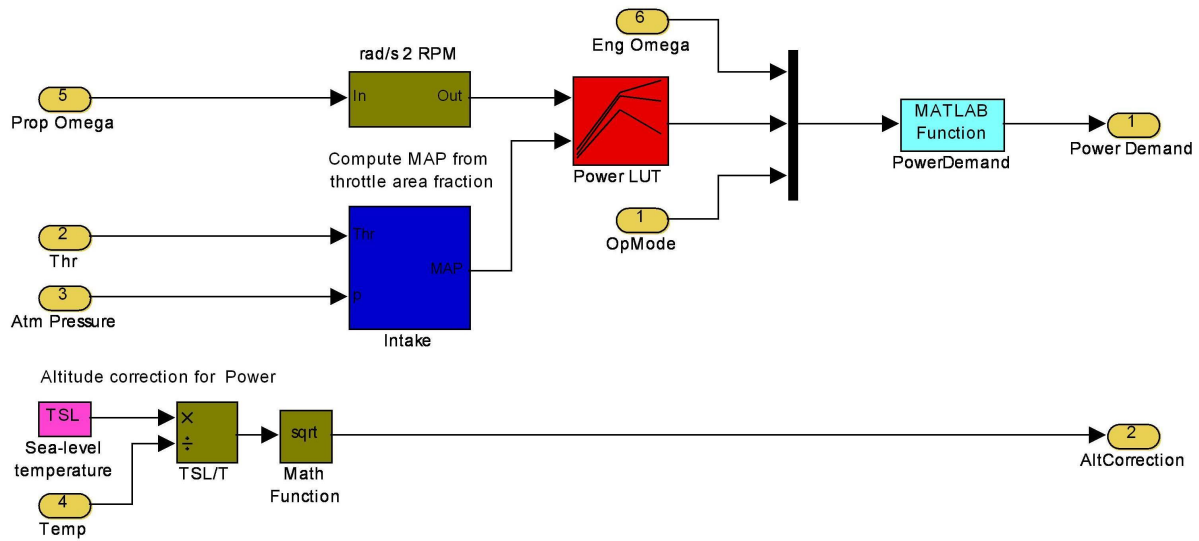 6
Eng Omega
rad/s 2 RPM
In
Out
5
Prop Omega
MATLAB
Function
PowerDemand
1
Power Demand
Compute MAP from
throttle area fraction
Power LUT
1
OpMode
2
Thr
Thr
MAP
3
Atm Pressure
p
Intake
Altitude correction for Power
TSL
Sea-level
temperature
×
÷
TSL/T
sqrt
Math
Function
2
AltCorrection
4
Temp